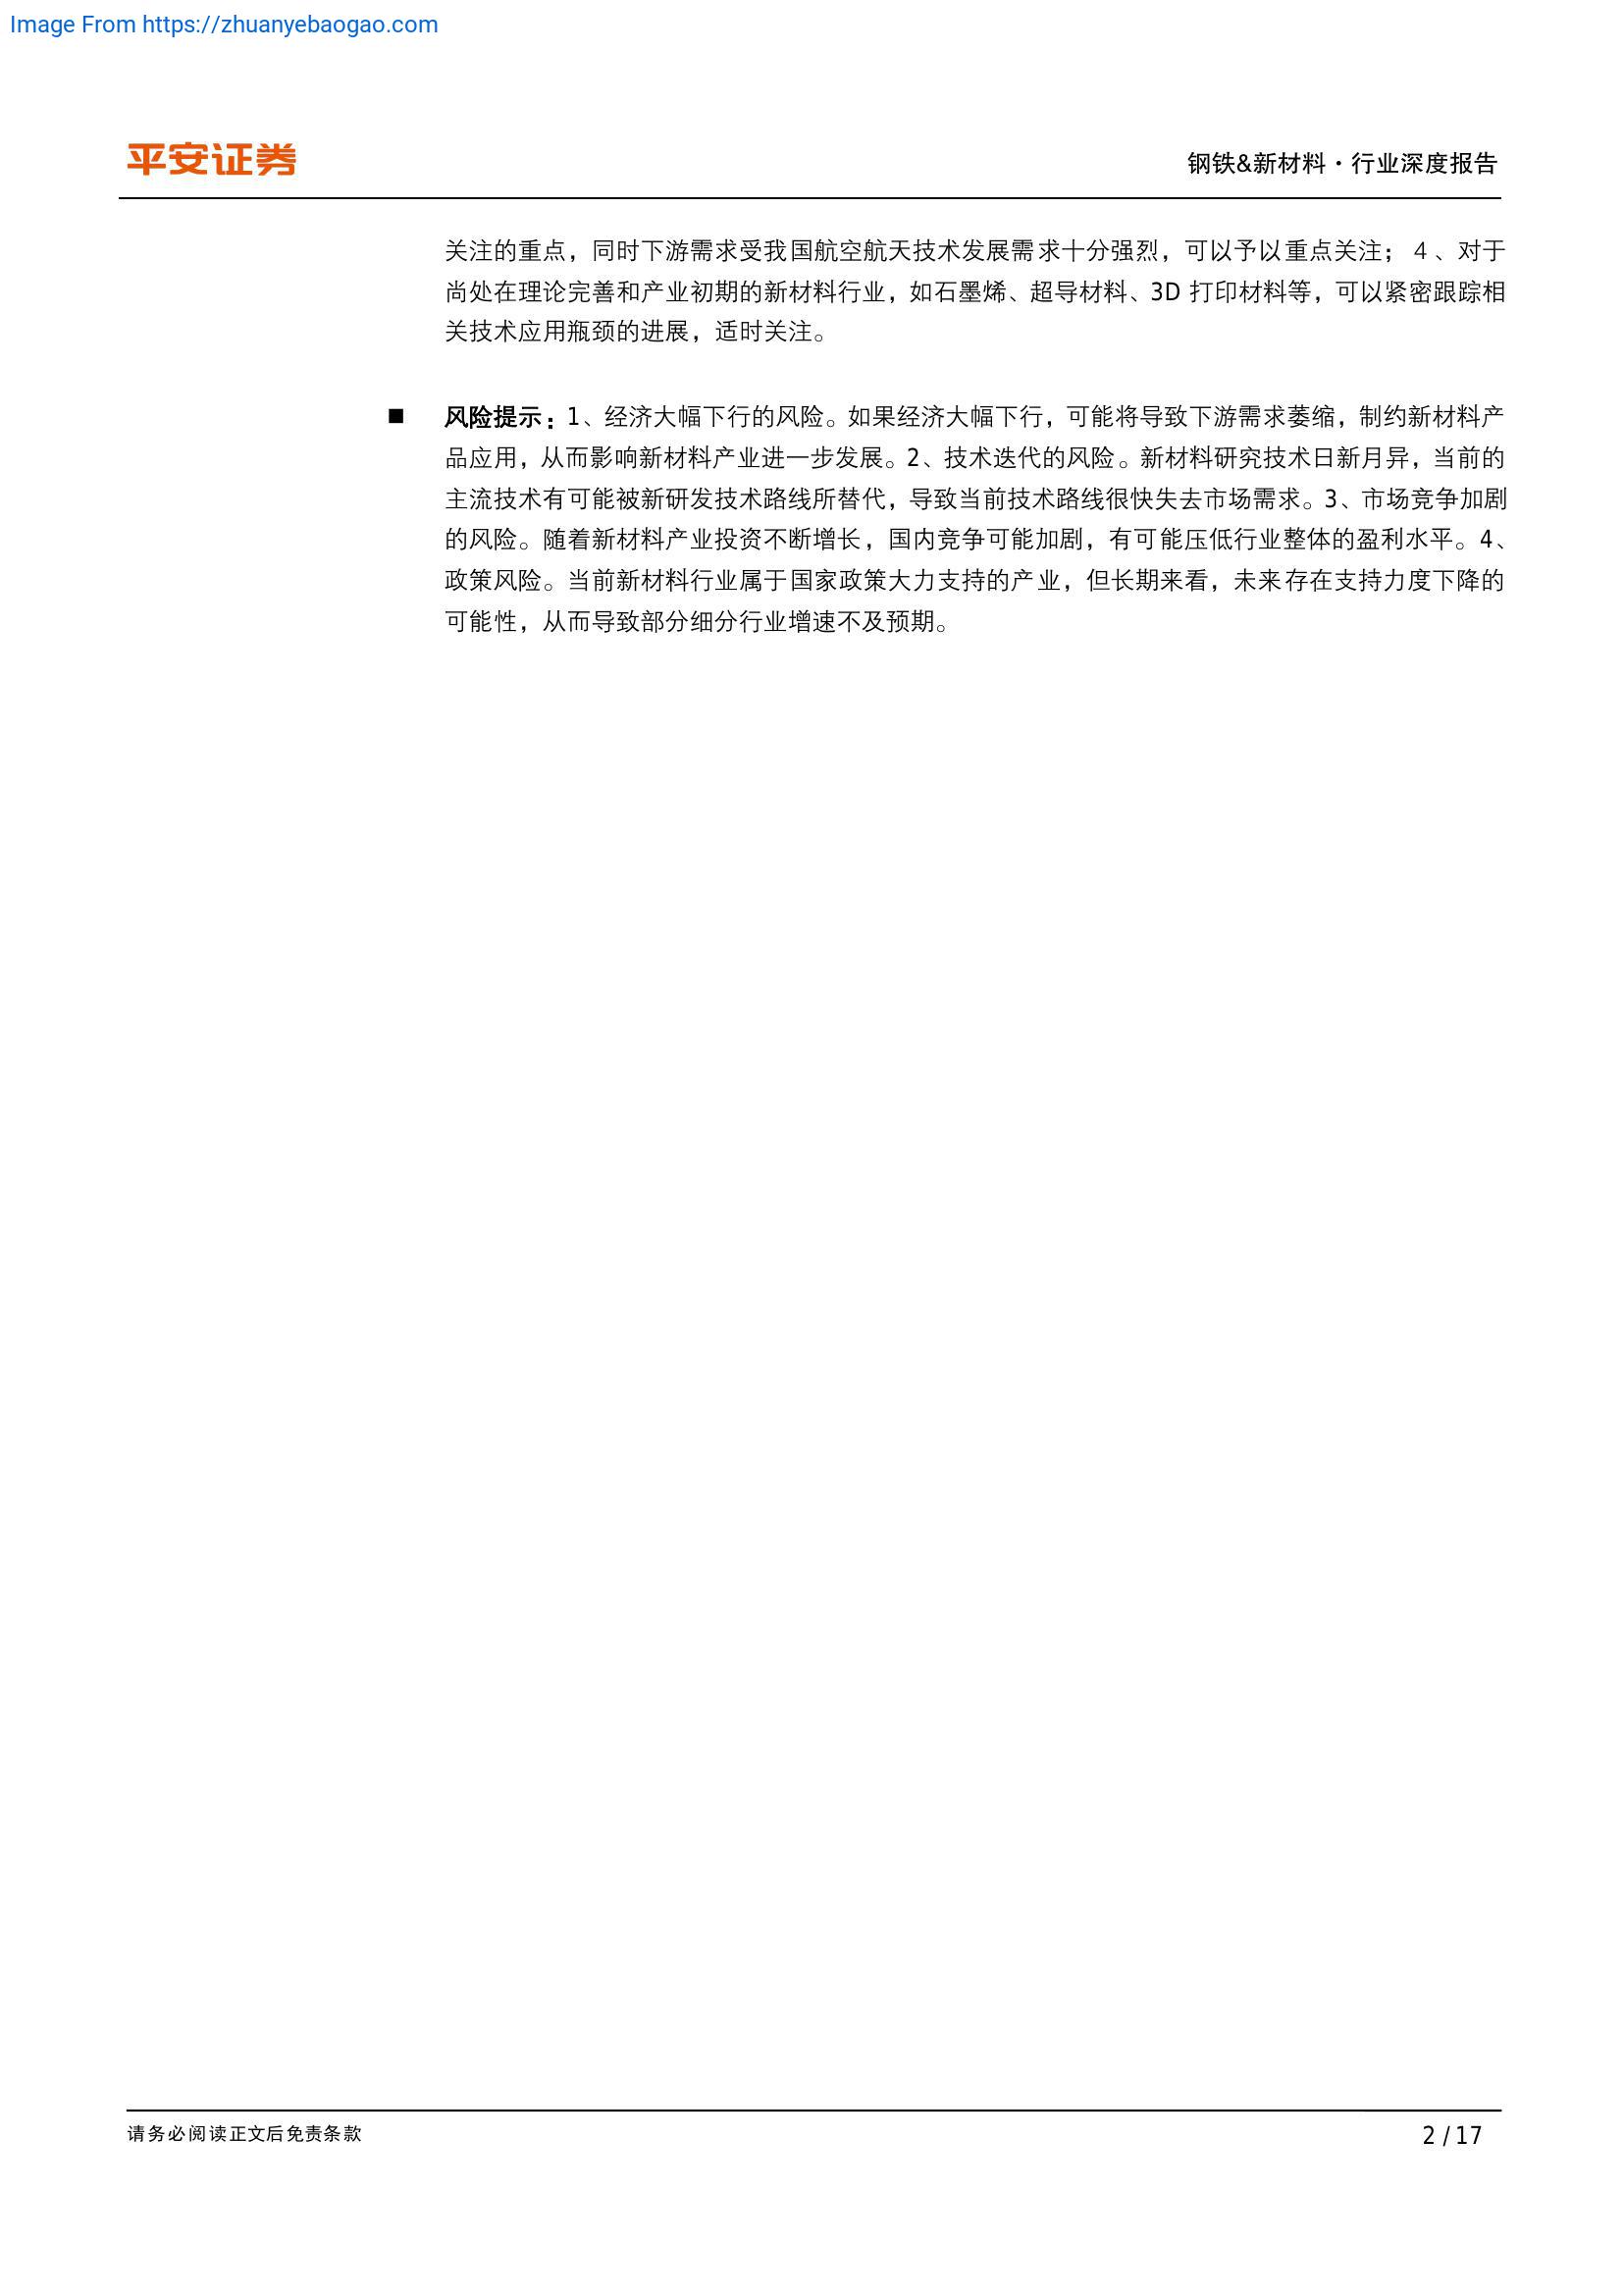 Image From https://zhuanyebaogao.com
平安证券
钢铁&新材料·行业深度报告
关注的重点，同时下游需求受我国航空航天技术发展需求十分强烈，可以予以重点关注；４、对于
尚处在理论完善和产业初期的新材料行业，如石墨烯、超导材料、3D 打印材料等，可以紧密跟踪相
关技术应用瓶颈的进展，适时关注。
■ 风险提示：1、经济大幅下行的风险。如果经济大幅下行，可能将导致下游需求萎缩，制约新材料产
品应用，从而影响新材料产业进一步发展。2、技术迭代的风险。新材料研究技术日新月异，当前的
主流技术有可能被新研发技术路线所替代，导致当前技术路线很快失去市场需求。3、市场竞争加剧
的风险。随着新材料产业投资不断增长，国内竞争可能加剧，有可能压低行业整体的盈利水平。4、
政策风险。当前新材料行业属于国家政策大力支持的产业，但长期来看，未来存在支持力度下降的
可能性，从而导致部分细分行业增速不及预期。
请务必阅读正文后免责条款
2 / 17